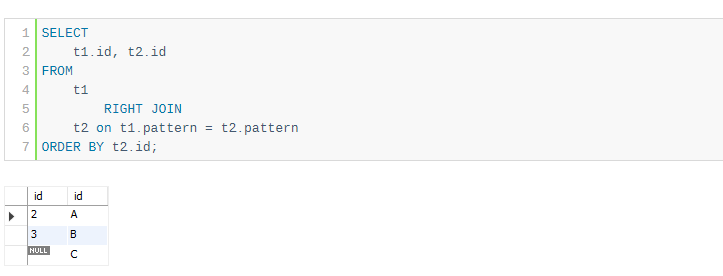 1 SELECT
2 t1.id, t2.id
3 FROM
4 t1
5 RIGHT JOIN
6 t2 on t1.pattern = t2.pattern
7 ORDER BY t2.id;
id id
2 A
3 B
NULL C